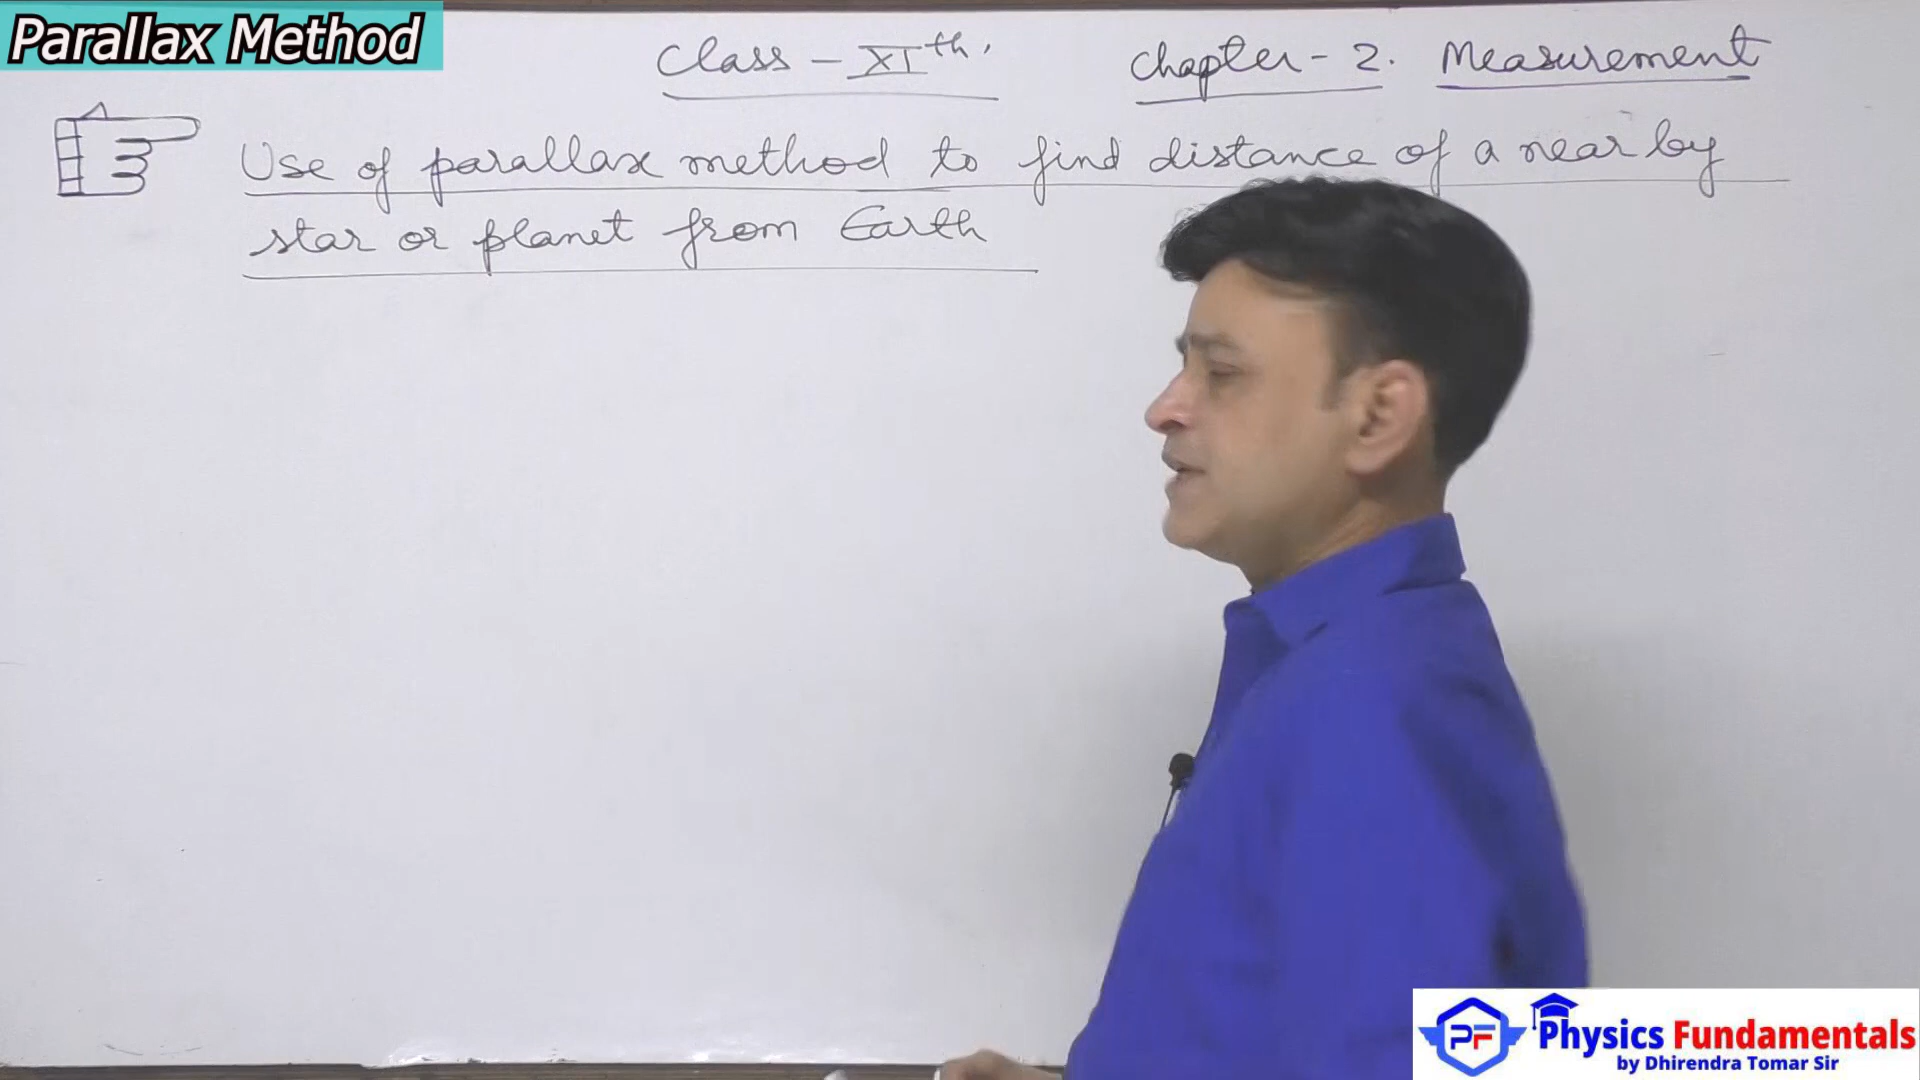 Parallax Method
Class - XIth. Chapter - 2. Measurement
Use of parallax method to find distance of a near by
star or planet from Earth
PF Physics Fundamentals
by Dhirendra Tomar Sir